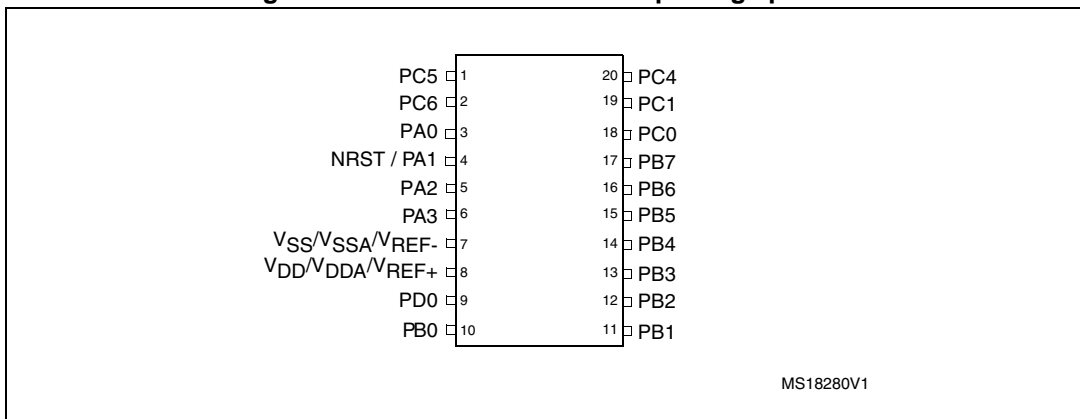 PC5 1 20 PC4
PC6 2 19 PC1
PA0 3 18 PC0
NRST / PA1 4 17 PB7
PA2 5 16 PB6
PA3 6 15 PB5
VSS/VSSA/VREF- 7 14 PB4
VDD/VDDA/VREF+ 8 13 PB3
PD0 9 12 PB2
PB0 10 11 PB1
MS18280V1